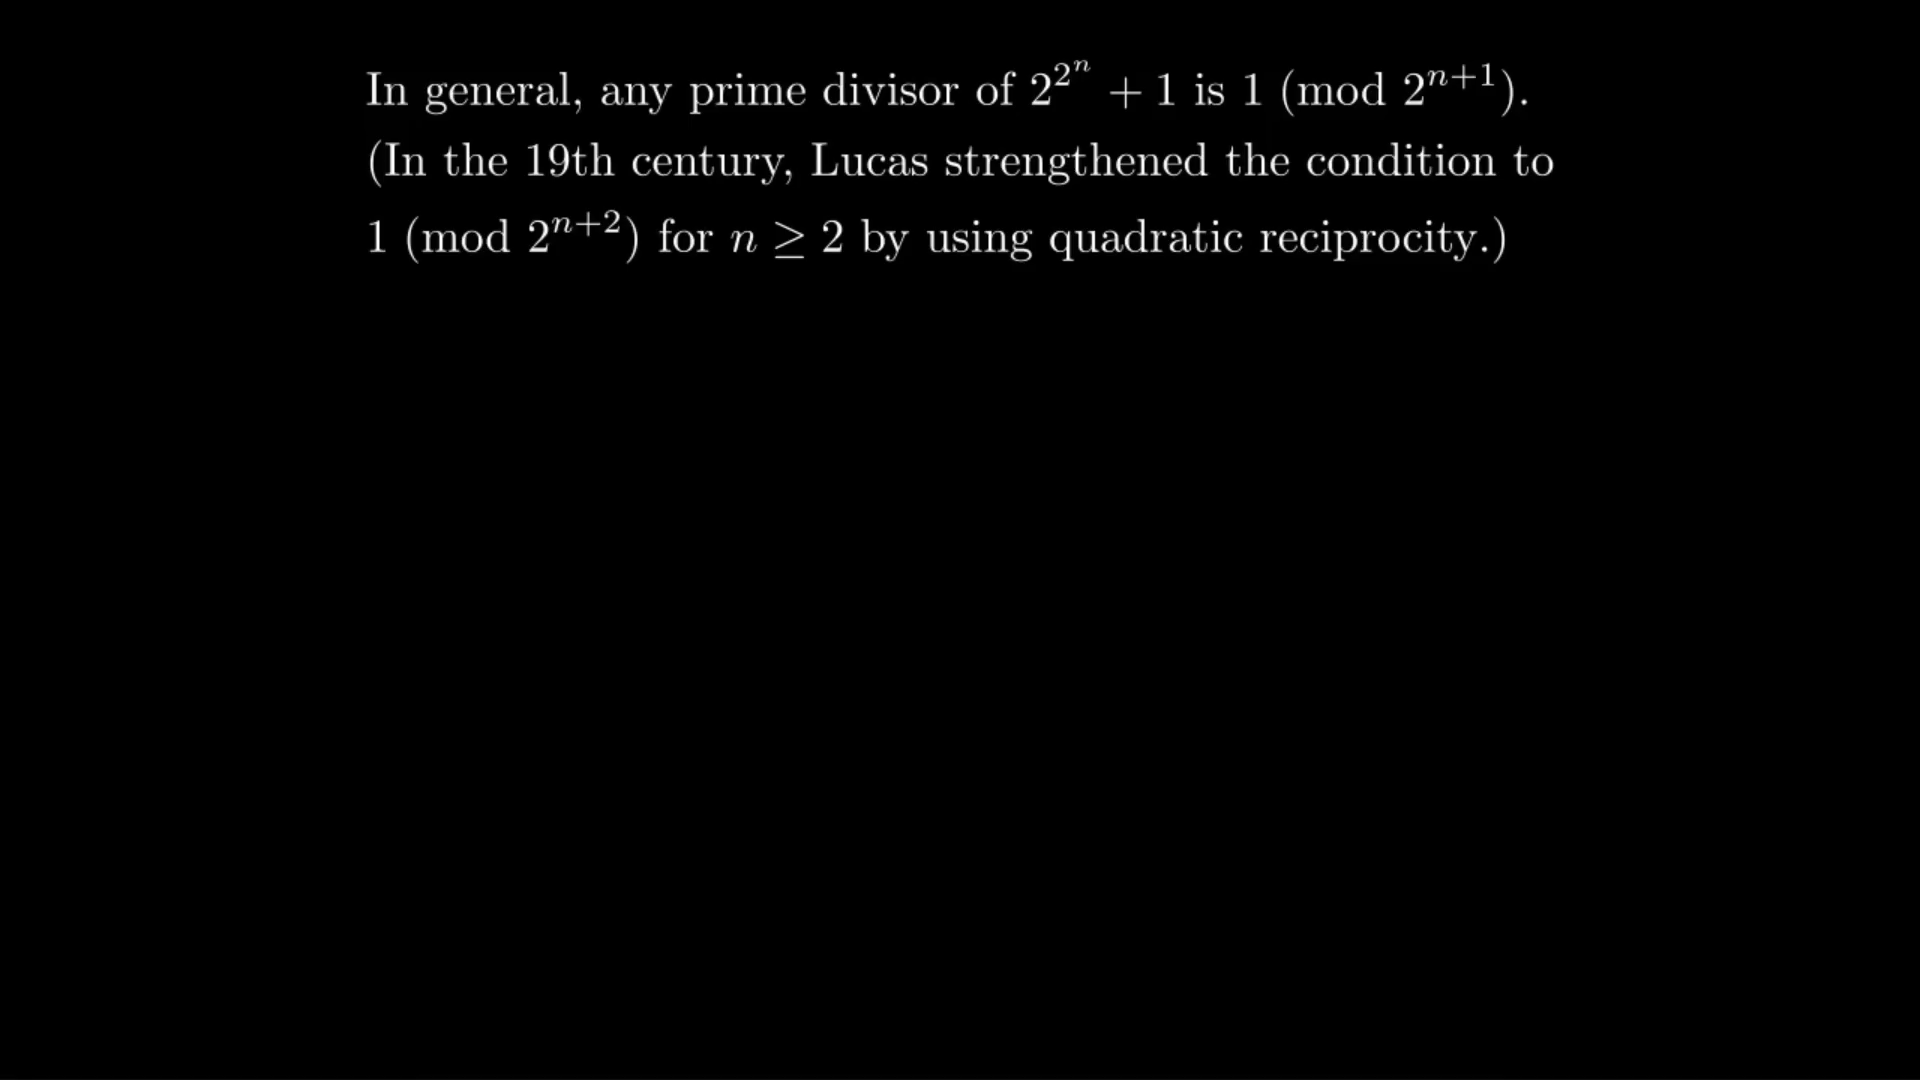 In general, any prime divisor of $2^{2^n} + 1$ is 1 (mod $2^{n+1}$).
(In the 19th century, Lucas strengthened the condition to
1 (mod $2^{n+2}$) for $n \geq 2$ by using quadratic reciprocity.)